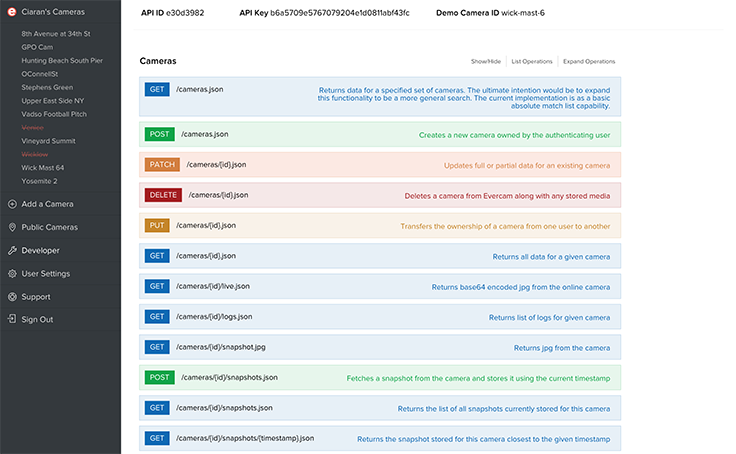 Ciaran's Cameras
8th Avenue at 34th St
GPO Cam
Hunting Beach South Pier
OConnellSt
Stephens Green
Upper East Side NY
Vadso Football Pitch
Venice
Vineyard Summit
Wicklow
Wick Mast 64
Yosemite 2
Add a Camera
Public Cameras
Developer
User Settings
Support
Sign Out
API ID e30d3982 API Key b6a5709e5767079204e1d0811abf43fc Demo Camera ID wick-mast-6
Cameras Show/Hide List Operations Expand Operations
GET /cameras.json Returns data for a specified set of cameras. The ultimate intention would be to expand
this functionality to be a more general search. The current implementation is as a basic
absolute match list capability.
POST /cameras.json Creates a new camera owned by the authenticating user
PATCH /cameras/{id}.json Updates full or partial data for an existing camera
DELETE /cameras/{id}.json Deletes a camera from Evercam along with any stored media
PUT /cameras/{id}.json Transfers the ownership of a camera from one user to another
GET /cameras/{id}.json Returns all data for a given camera
GET /cameras/{id}/live.json Returns base64 encoded jpg from the online camera
GET /cameras/{id}/logs.json Returns list of logs for given camera
GET /cameras/{id}/snapshot.jpg Returns jpg from the camera
POST /cameras/{id}/snapshots.json Fetches a snapshot from the camera and stores it using the current timestamp
GET /cameras/{id}/snapshots.json Returns the list of all snapshots currently stored for this camera
GET /cameras/{id}/snapshots/{timestamp}.json Returns the snapshot stored for this camera closest to the given timestamp